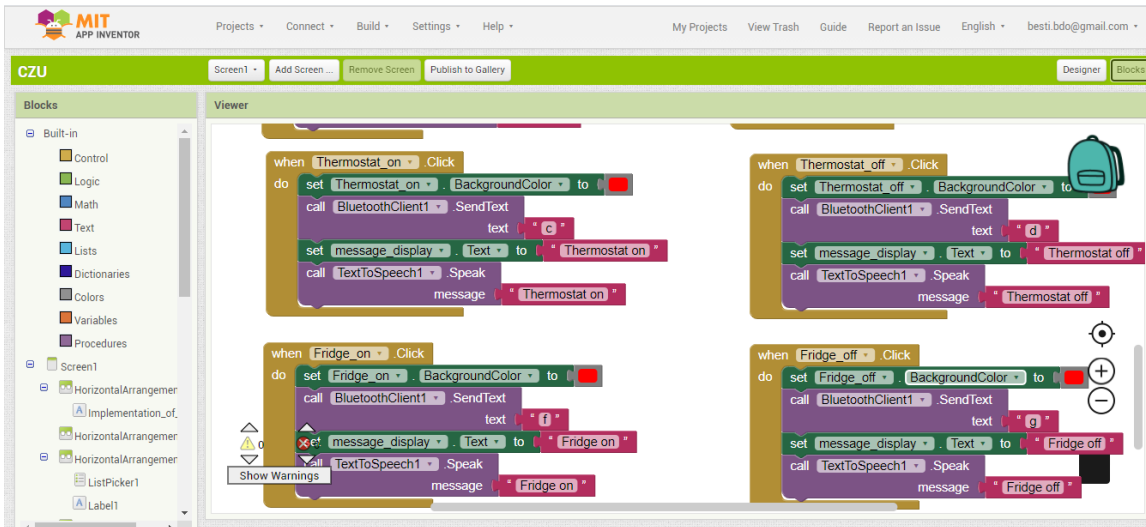 MIT
APP INVENTOR
Projects Connect Build Settings Help My Projects View Trash Guide Report an Issue English besti.bdo@gmail.com
CZU
Screen1 Add Screen ... Remove Screen Publish to Gallery Designer Blocks
Blocks
Viewer
Built-in
Control
Logic
Math
Text
Lists
Dictionaries
Colors
Variables
Procedures
Screen1
HorizontalArrangemen
Implementation_of_
HorizontalArrangemen
HorizontalArrangemen
ListPicker1
Label1
when Thermostat_on .Click
do set Thermostat_on . BackgroundColor to
call BluetoothClient1 .SendText
text " c "
set message_display . Text to " Thermostat on "
call TextToSpeech1 .Speak
message " Thermostat on "
when Thermostat_off .Click
do set Thermostat_off . BackgroundColor to
call BluetoothClient1 .SendText
text " d "
set message_display . Text to " Thermostat off "
call TextToSpeech1 .Speak
message " Thermostat off "
when Fridge_on .Click
do set Fridge_on . BackgroundColor to
call BluetoothClient1 .SendText
text " f "
set message_display . Text to " Fridge on "
call TextToSpeech1 .Speak
message " Fridge on "
0
Show Warnings
when Fridge_off .Click
do set Fridge_off . BackgroundColor to
call BluetoothClient1 .SendText
text " g "
set message_display . Text to " Fridge off "
call TextToSpeech1 .Speak
message " Fridge off "